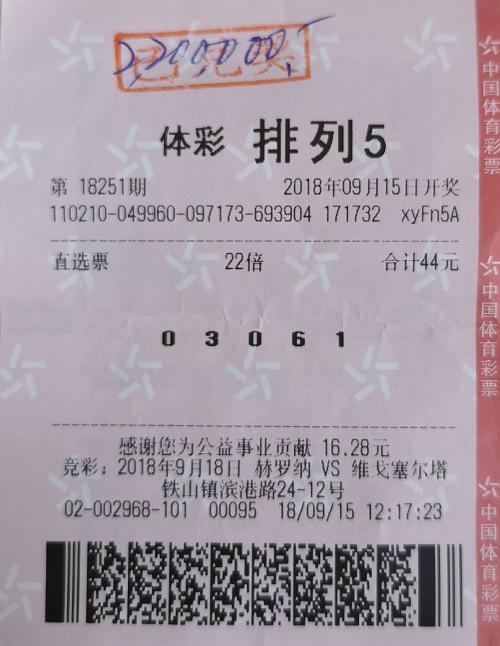 2,200,000
已兑奖
体彩 排列5
第 18251期 2018年09月15日开奖
110210-049960-097173-693904 171732 xyFn5A
直选票 22倍 合计44元
0 3 0 6 1
感谢您为公益事业贡献 16.28元
竞彩：2018年9月18日 赫罗纳 VS 维戈塞尔塔
铁山镇滨港路24-12号
02-002968-101 00095 18/09/15 12:17:23
中国体育彩票
中国体育彩票
中国体育彩票